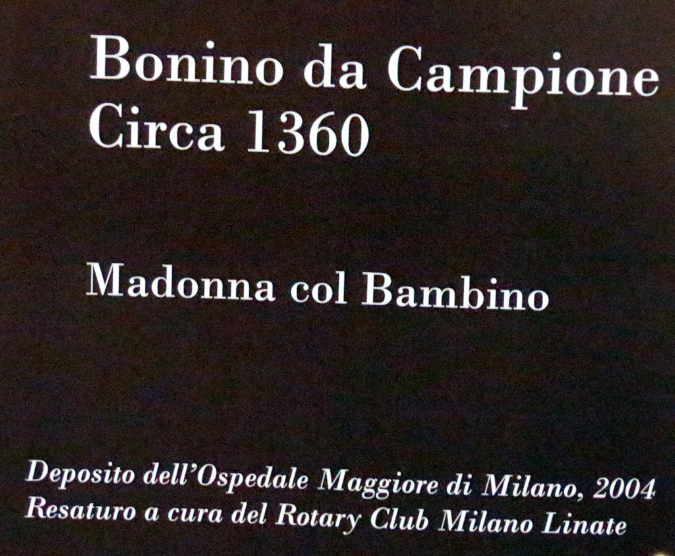 Bonino da Campione
Circa 1360
Madonna col Bambino
Deposito dell'Ospedale Maggiore di Milano, 2004
Resaturo a cura del Rotary Club Milano Linate